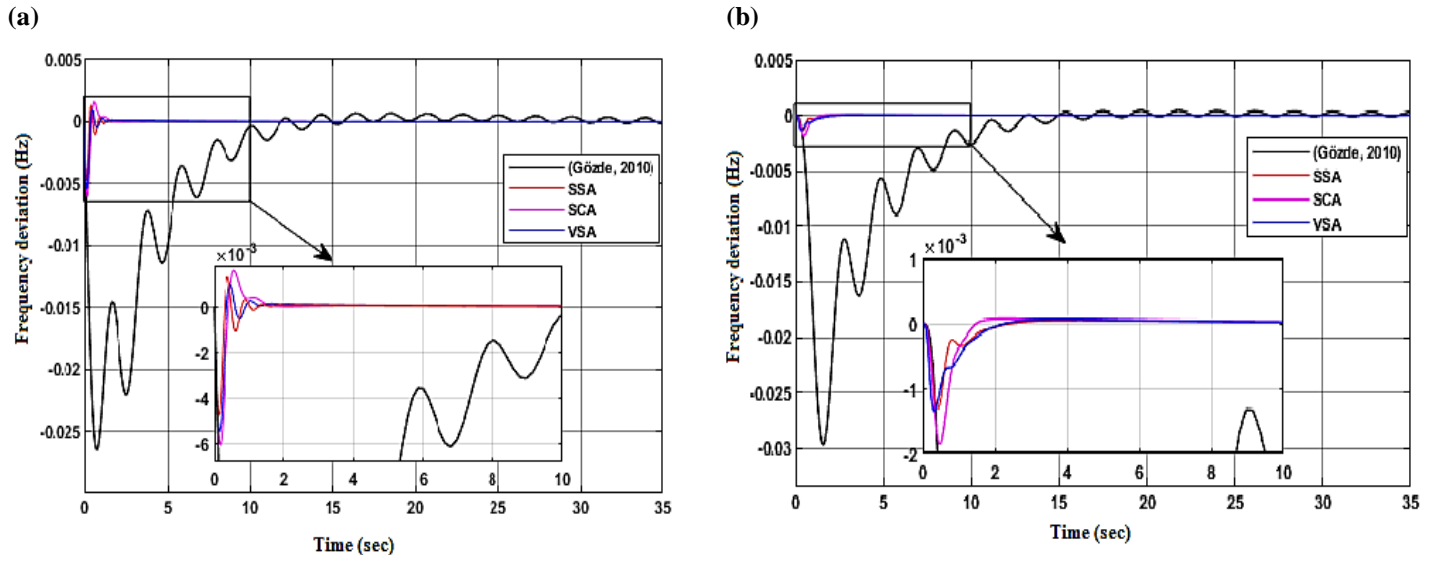 (a)
0.005
0
-0.005
-0.01
-0.015
-0.02
-0.025
Frequency deviation (Hz)
0 5 10 15 20 25 30 35
Time (sec)
(Gözde, 2010)
SSA
SCA
VSA
×10⁻³
0
-2
-4
-6
0 2 4 6 8 10
(b)
0.005
0
-0.005
-0.01
-0.015
-0.02
-0.025
-0.03
Frequency deviation (Hz)
0 5 10 15 20 25 30 35
Time (sec)
(Gözde, 2010)
SSA
SCA
VSA
×10⁻³
1
0
-1
-2
0 2 4 6 8 10